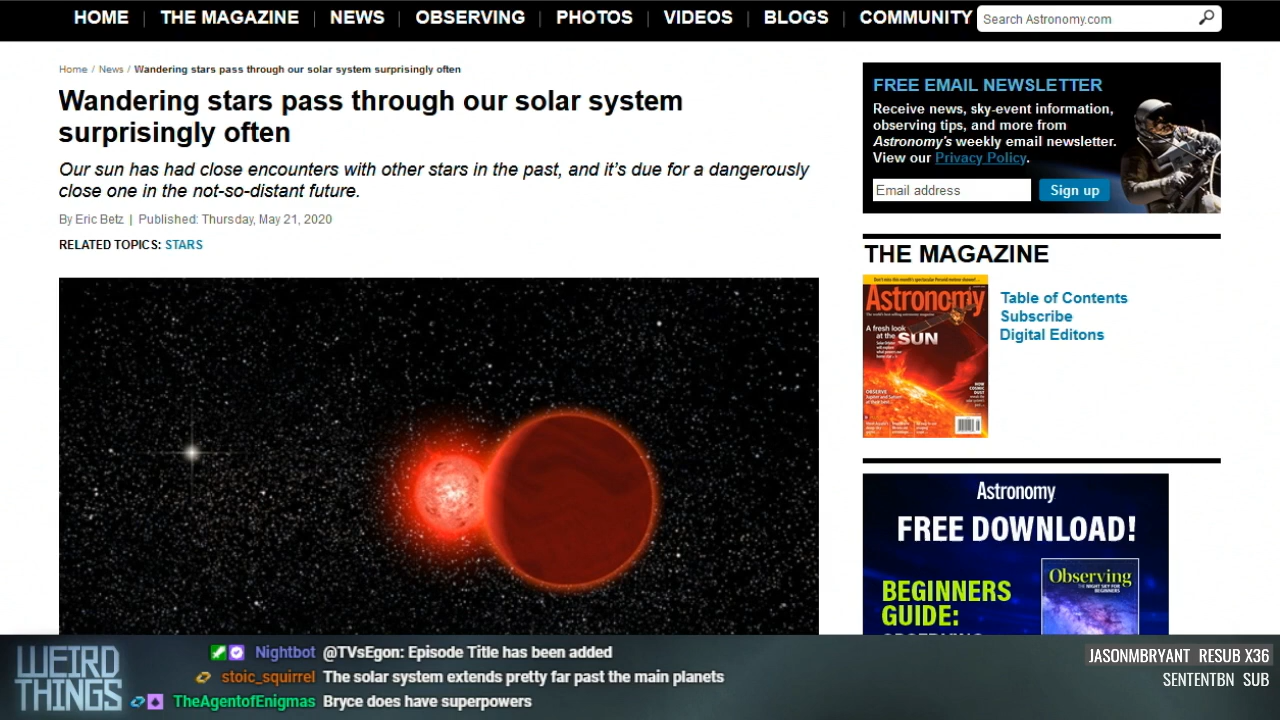 HOME
THE MAGAZINE
NEWS
OBSERVING
PHOTOS
VIDEOS
BLOGS
COMMUNITY
Search Astronomy.com
Home / News / Wandering stars pass through our solar system surprisingly often
Wandering stars pass through our solar system
surprisingly often
Our sun has had close encounters with other stars in the past, and it's due for a dangerously
close one in the not-so-distant future.
By Eric Betz | Published: Thursday, May 21, 2020
RELATED TOPICS: STARS
FREE EMAIL NEWSLETTER
Receive news, sky-event information,
observing tips, and more from
Astronomy's weekly email newsletter.
View our Privacy Policy.
Email address
Sign up
THE MAGAZINE
Astronomy
A fresh look
at the SUN
Table of Contents
Subscribe
Digital Editons
Astronomy
FREE DOWNLOAD!
BEGINNERS
GUIDE:
Observing
THE NIGHT SKY FOR
BEGINNERS
WEIRD
THINGS
Nightbot @TVsEgon: Episode Title has been added
stoic_squirrel The solar system extends pretty far past the main planets
TheAgentofEnigmas Bryce does have superpowers
JASONMBRYANT RESUB X36
SENTENTBN SUB